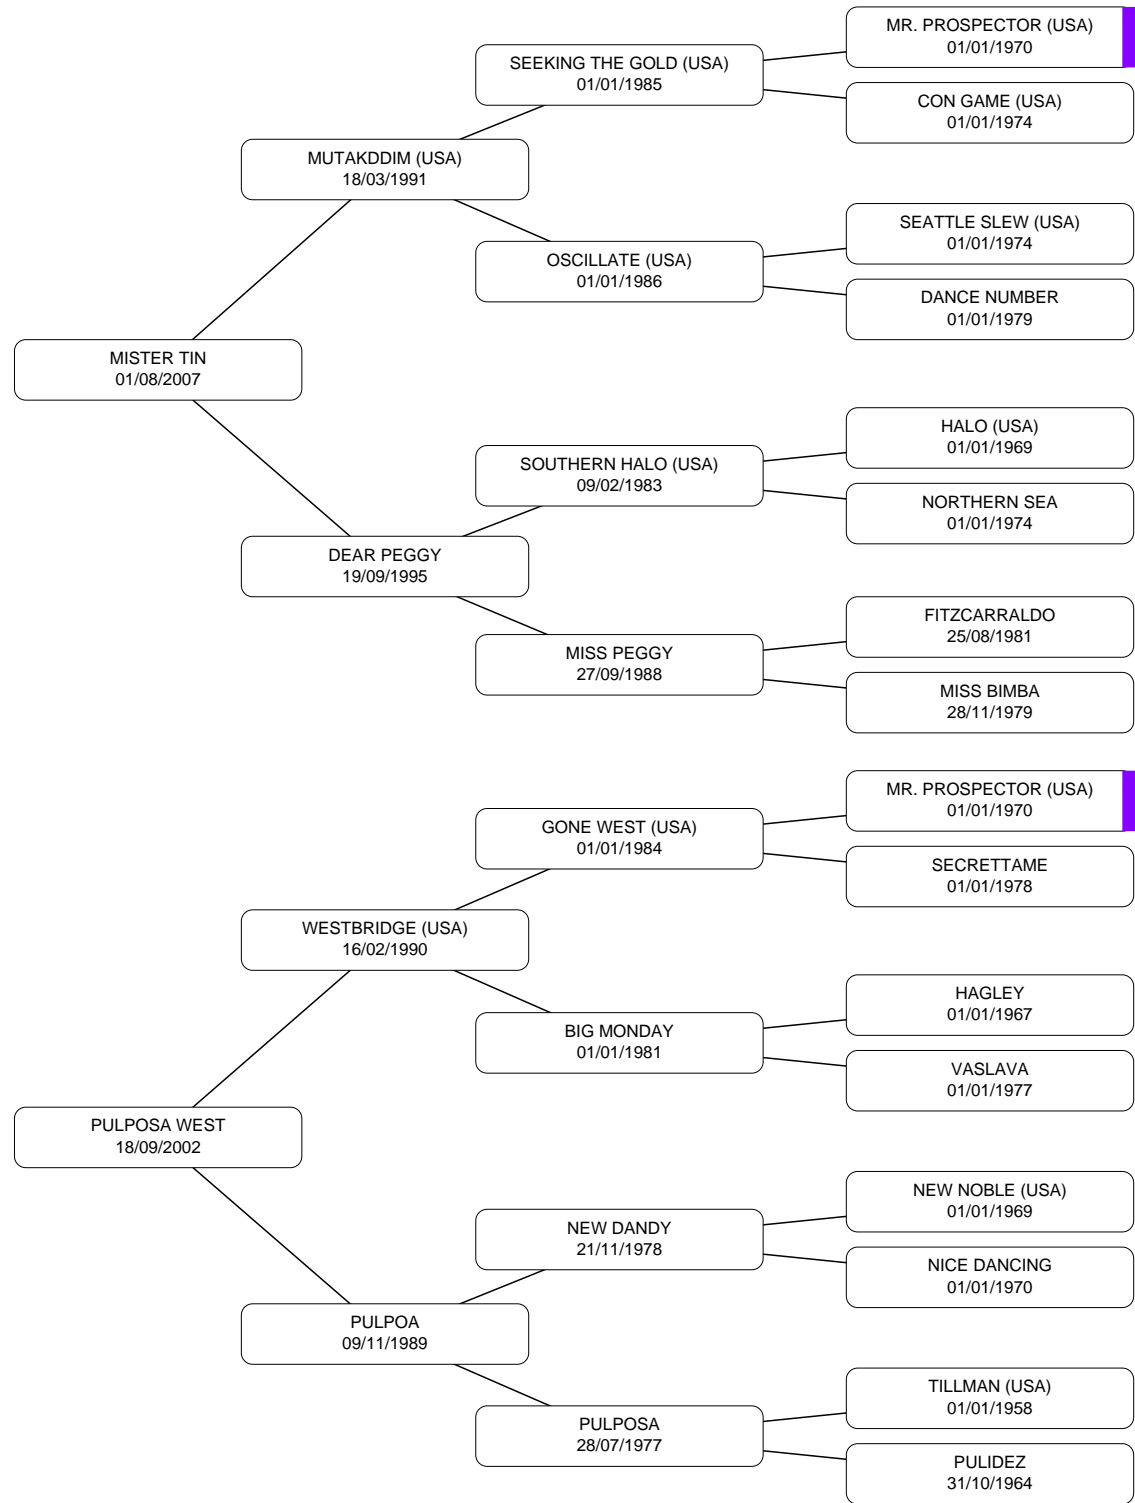 MR. PROSPECTOR (USA)
01/01/1970
SEEKING THE GOLD (USA)
01/01/1985
CON GAME (USA)
01/01/1974
MUTAKDDIM (USA)
18/03/1991
SEATTLE SLEW (USA)
01/01/1974
OSCILLATE (USA)
01/01/1986
DANCE NUMBER
01/01/1979
MISTER TIN
01/08/2007
HALO (USA)
01/01/1969
SOUTHERN HALO (USA)
09/02/1983
NORTHERN SEA
01/01/1974
DEAR PEGGY
19/09/1995
FITZCARRALDO
25/08/1981
MISS PEGGY
27/09/1988
MISS BIMBA
28/11/1979
MR. PROSPECTOR (USA)
01/01/1970
GONE WEST (USA)
01/01/1984
SECRETTAME
01/01/1978
WESTBRIDGE (USA)
16/02/1990
HAGLEY
01/01/1967
BIG MONDAY
01/01/1981
VASLAVA
01/01/1977
PULPOSA WEST
18/09/2002
NEW NOBLE (USA)
01/01/1969
NEW DANDY
21/11/1978
NICE DANCING
01/01/1970
PULPOA
09/11/1989
TILLMAN (USA)
01/01/1958
PULPOSA
28/07/1977
PULIDEZ
31/10/1964